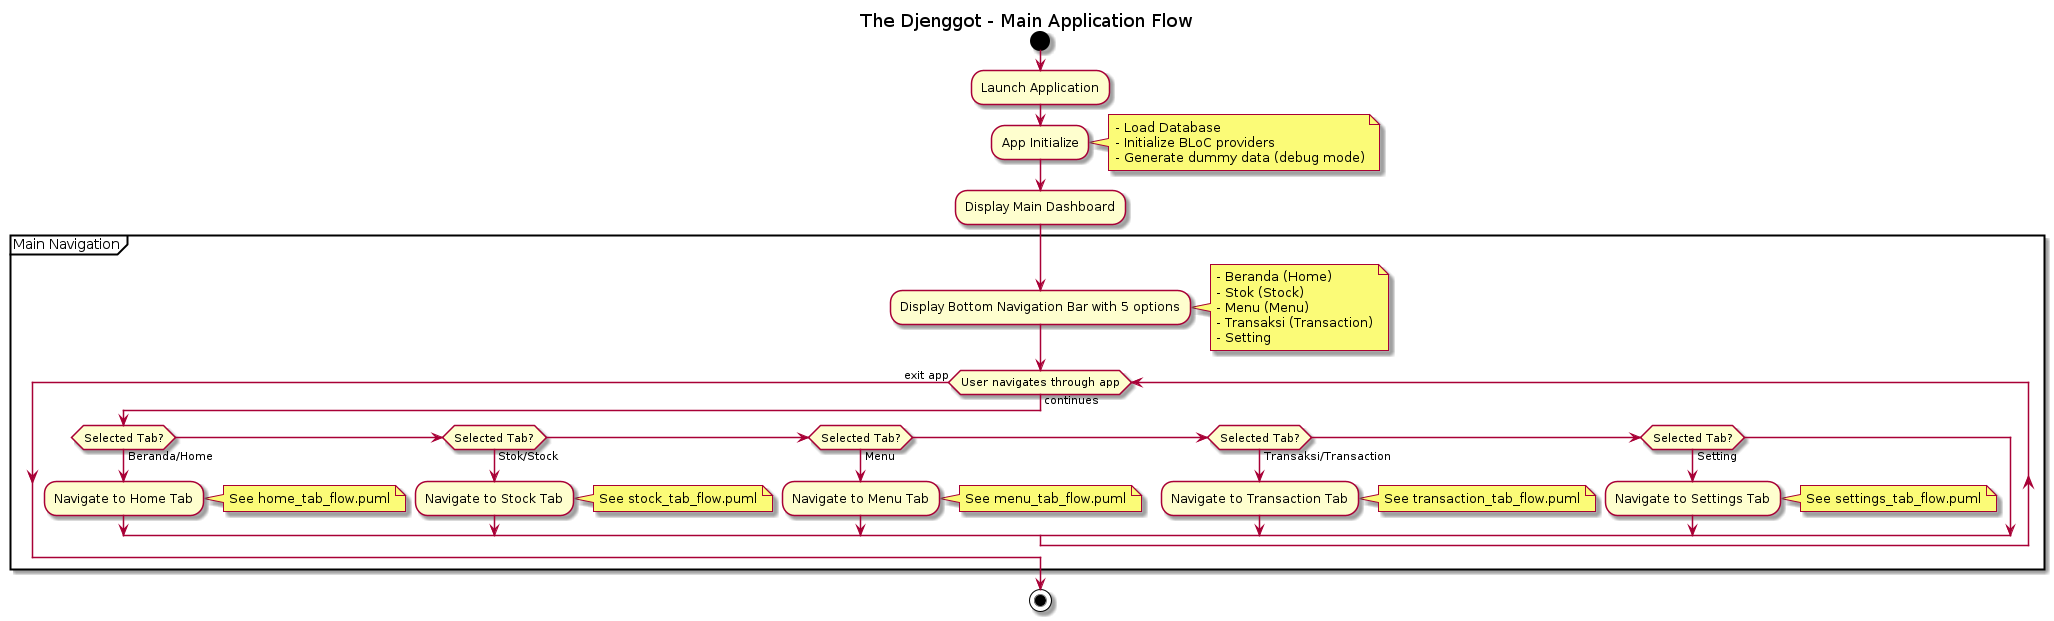 The Djenggot - Main Application Flow
Launch Application
App Initialize
- Load Database
- Initialize BLoC providers
- Generate dummy data (debug mode)
Display Main Dashboard
Main Navigation
Display Bottom Navigation Bar with 5 options
- Beranda (Home)
- Stok (Stock)
- Menu (Menu)
- Transaksi (Transaction)
- Setting
exit app
User navigates through app
continues
Selected Tab?
Beranda/Home
Navigate to Home Tab
See home_tab_flow.puml
Selected Tab?
Stok/Stock
Navigate to Stock Tab
See stock_tab_flow.puml
Selected Tab?
Menu
Navigate to Menu Tab
See menu_tab_flow.puml
Selected Tab?
Transaksi/Transaction
Navigate to Transaction Tab
See transaction_tab_flow.puml
Selected Tab?
Setting
Navigate to Settings Tab
See settings_tab_flow.puml